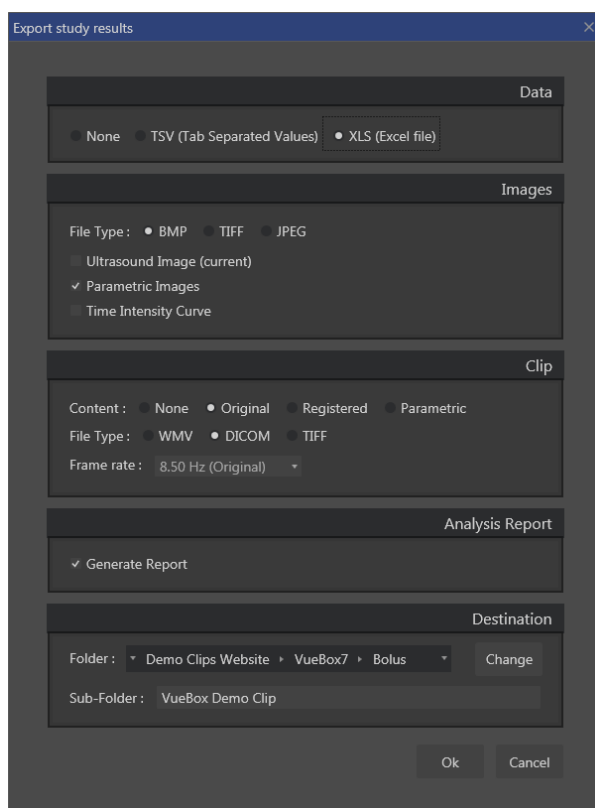 Export study results
Data
None TSV (Tab Separated Values) XLS (Excel file)
Images
File Type : BMP TIFF JPEG
Ultrasound Image (current)
Parametric Images
Time Intensity Curve
Clip
Content : None Original Registered Parametric
File Type : WMV DICOM TIFF
Frame rate : 8.50 Hz (Original)
Analysis Report
Generate Report
Destination
Folder : Demo Clips Website VueBox7 Bolus Change
Sub-Folder : VueBox Demo Clip
Ok Cancel